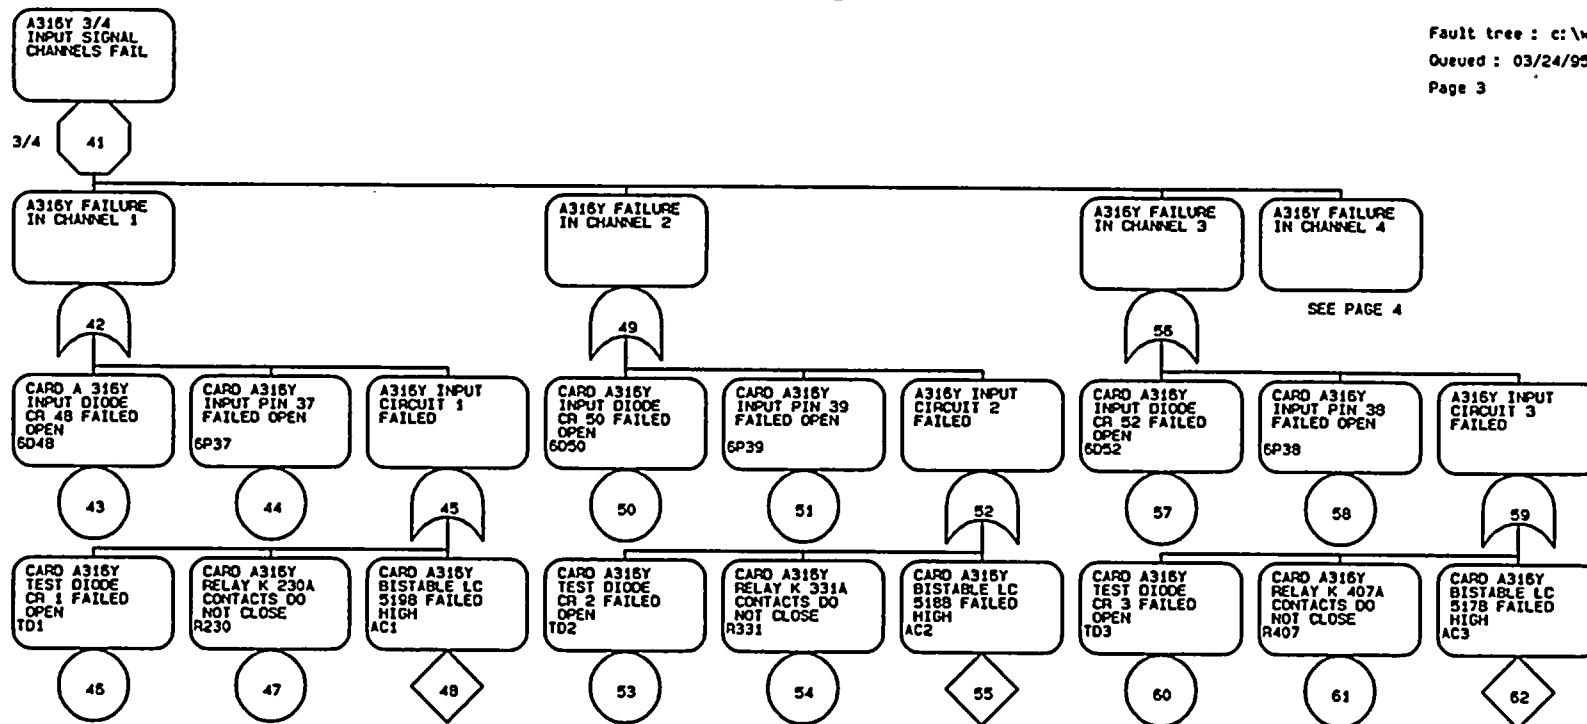 A316Y 3/4
INPUT SIGNAL
CHANNELS FAIL
Fault tree : c:\
Queued : 03/24/95
Page 3
3/4
41
A316Y FAILURE
IN CHANNEL 1
A316Y FAILURE
IN CHANNEL 2
A316Y FAILURE
IN CHANNEL 3
A316Y FAILURE
IN CHANNEL 4
SEE PAGE 4
42
49
56
CARD A 316Y
INPUT DIODE
CR 48 FAILED
OPEN
6D48
CARD A316Y
INPUT PIN 37
FAILED OPEN
6P37
A316Y INPUT
CIRCUIT 1
FAILED
CARD A316Y
INPUT DIODE
CR 50 FAILED
OPEN
6D50
CARD A316Y
INPUT PIN 39
FAILED OPEN
6P39
A316Y INPUT
CIRCUIT 2
FAILED
CARD A316Y
INPUT DIODE
CR 52 FAILED
OPEN
6D52
CARD A316Y
INPUT PIN 38
FAILED OPEN
6P38
A316Y INPUT
CIRCUIT 3
FAILED
43
44
45
50
51
52
57
58
59
CARD A316Y
TEST DIODE
CR 1 FAILED
OPEN
TD1
CARD A316Y
RELAY K 230A
CONTACTS DO
NOT CLOSE
R230
CARD A316Y
BISTABLE LC
519B FAILED
HIGH
AC1
CARD A316Y
TEST DIODE
CR 2 FAILED
OPEN
TD2
CARD A316Y
RELAY K 331A
CONTACTS DO
NOT CLOSE
R331
CARD A316Y
BISTABLE LC
518B FAILED
HIGH
AC2
CARD A316Y
TEST DIODE
CR 3 FAILED
OPEN
TD3
CARD A316Y
RELAY K 407A
CONTACTS DO
NOT CLOSE
R407
CARD A316Y
BISTABLE LC
517B FAILED
HIGH
AC3
46
47
48
53
54
55
60
61
62